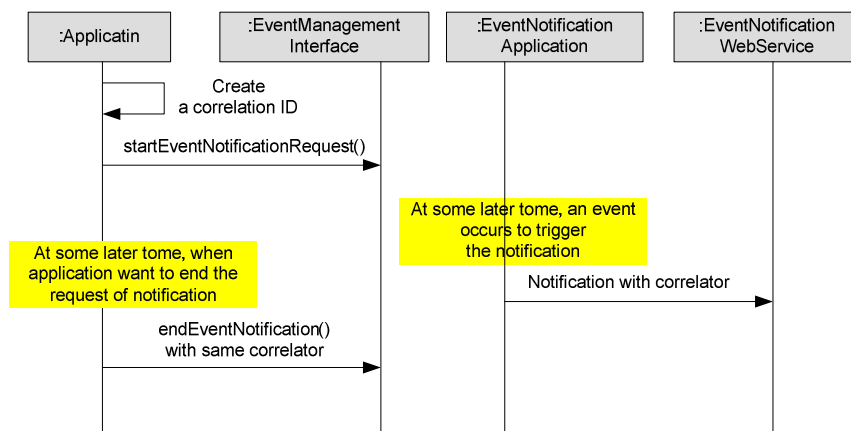 :Applicatin
:EventManagement
Interface
:EventNotification
Application
:EventNotification
WebService
Create
a correlation ID
startEventNotificationRequest()
At some later tome, an event
occurs to trigger
the notification
At some later tome, when
application want to end the
request of notification
Notification with correlator
endEventNotification()
with same correlator